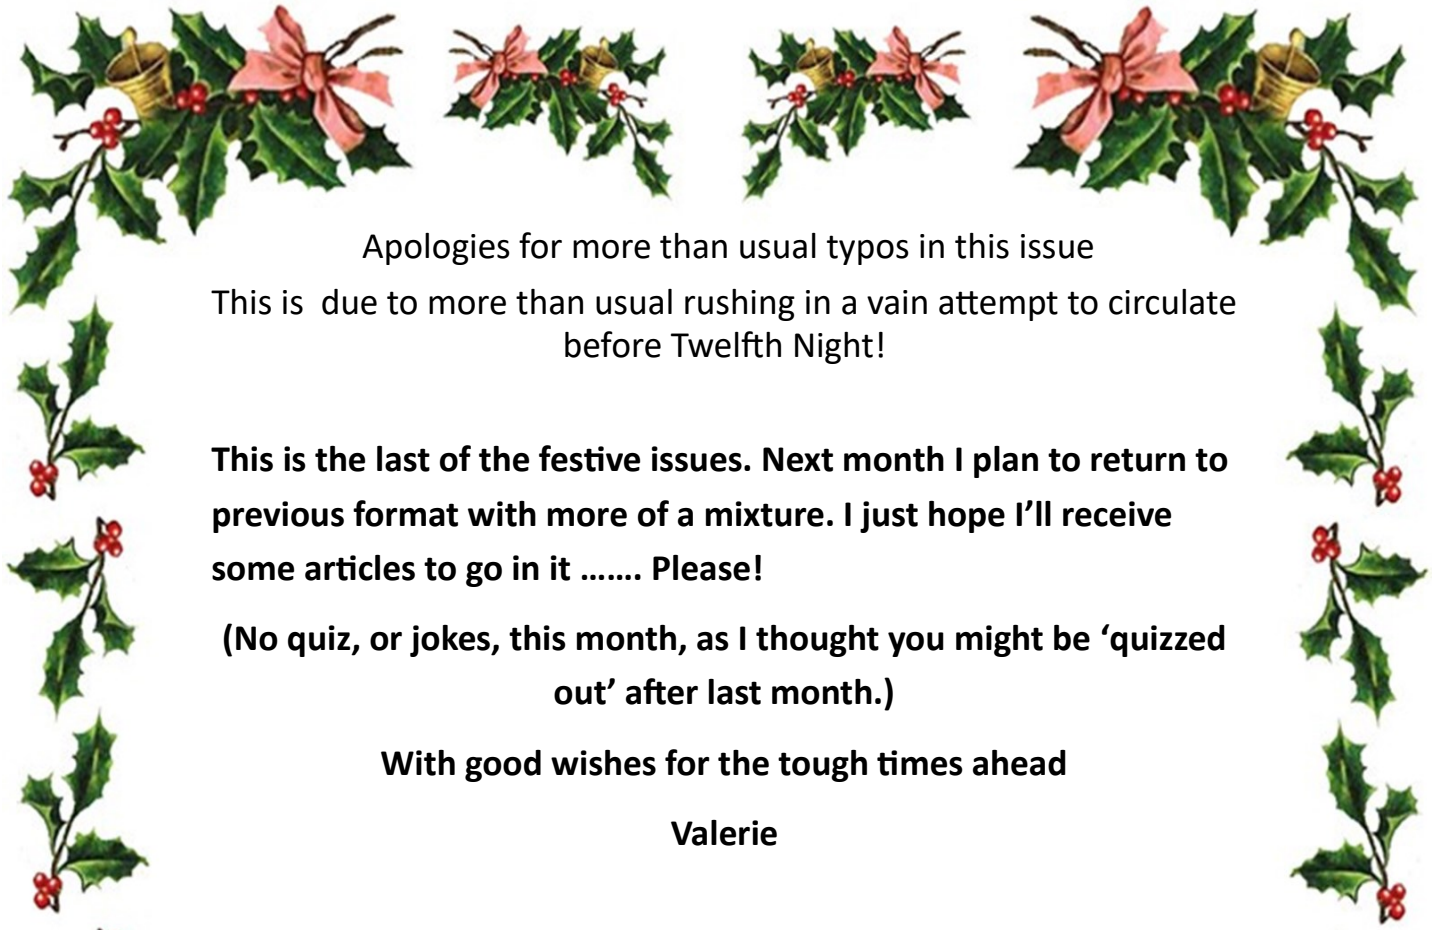 Apologies for more than usual typos in this issue
This is  due to more than usual rushing in a vain attempt to circulate
before Twelfth Night!
This is the last of the festive issues. Next month I plan to return to
previous format with more of a mixture. I just hope I’ll receive
some articles to go in it ....... Please!
(No quiz, or jokes, this month, as I thought you might be ‘quizzed
out’ after last month.)
With good wishes for the tough times ahead
Valerie